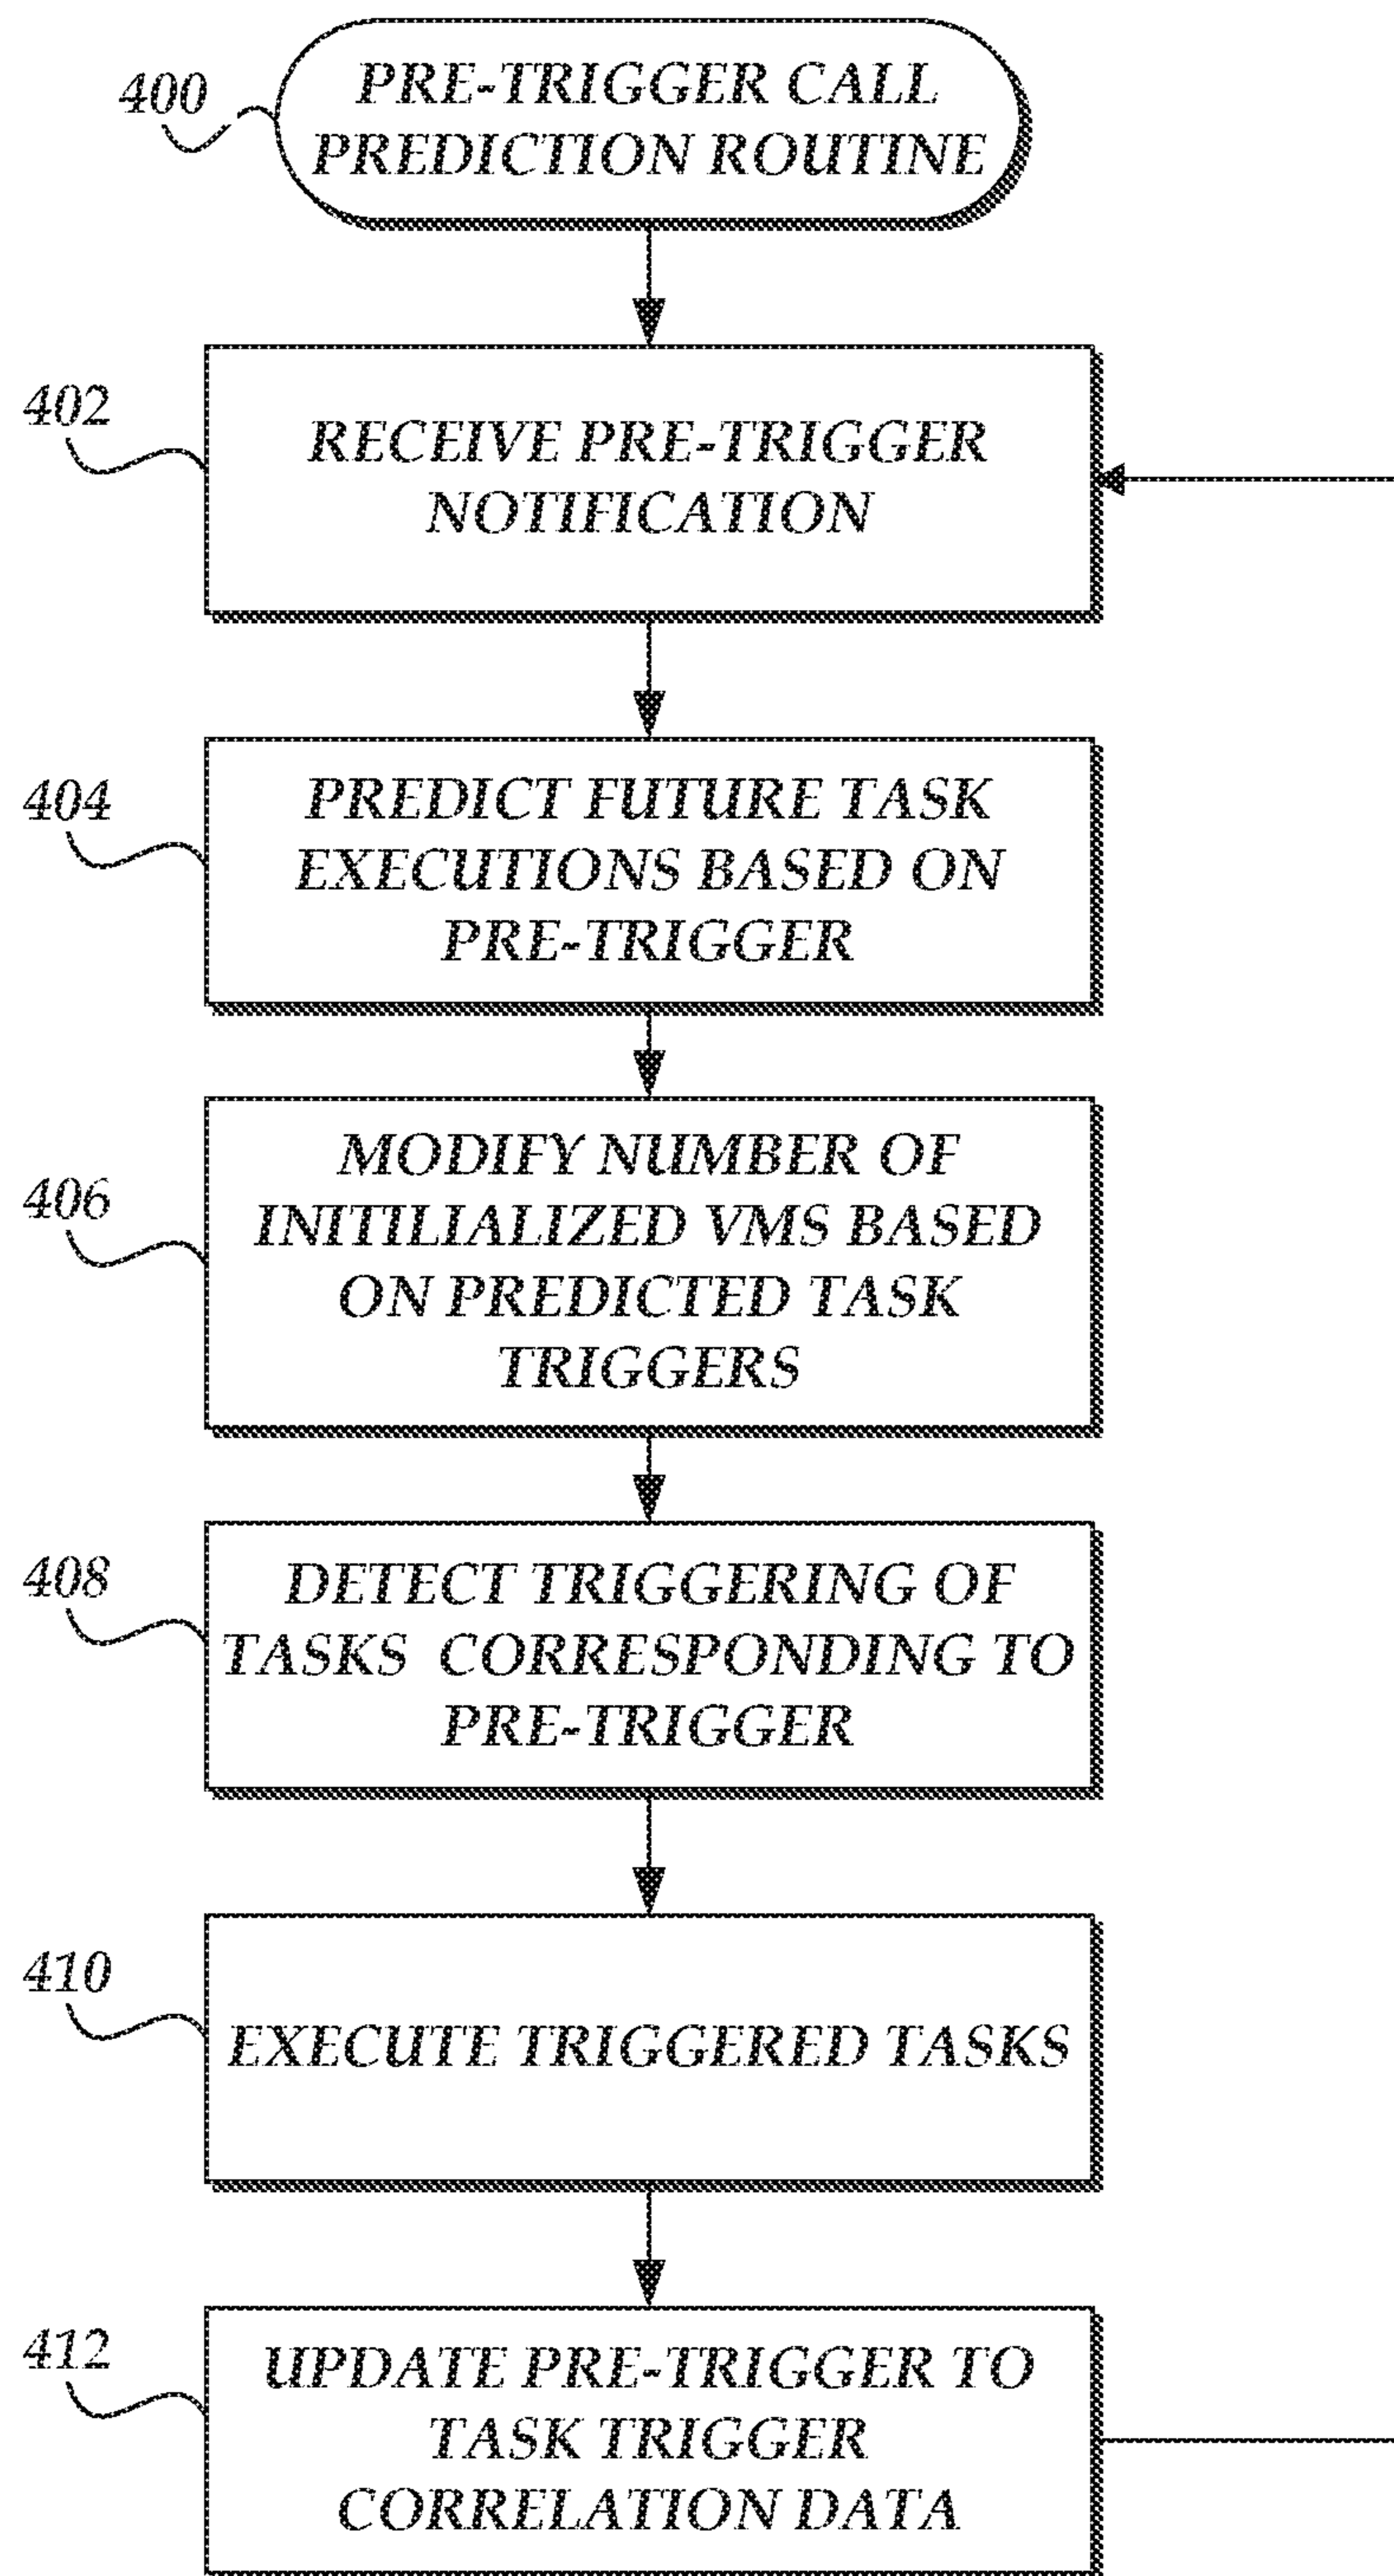 400
PRE-TRIGGER CALL
PREDICTION ROUTINE
402
RECEIVE PRE-TRIGGER
NOTIFICATION
404
PREDICT FUTURE TASK
EXECUTIONS BASED ON
PRE-TRIGGER
406
MODIFY NUMBER OF
INITILIALIZED VMS BASED
ON PREDICTED TASK
TRIGGERS
408
DETECT TRIGGERING OF
TASKS CORRESPONDING TO
PRE-TRIGGER
410
EXECUTE TRIGGERED TASKS
412
UPDATE PRE-TRIGGER TO
TASK TRIGGER
CORRELATION DATA